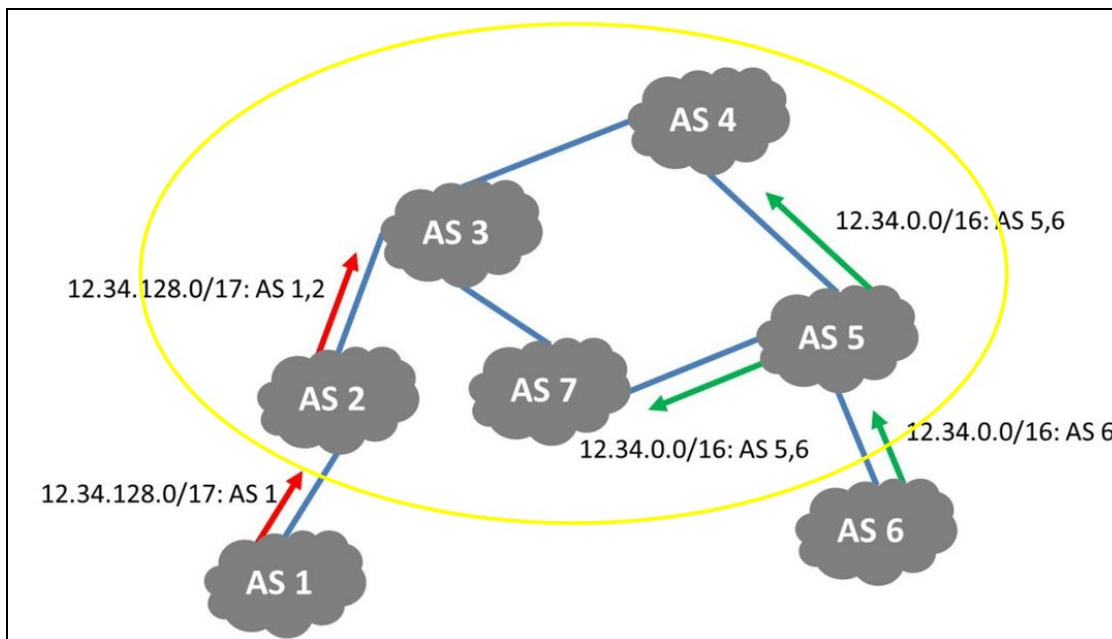 AS 4
12.34.0.0/16: AS 5,6
AS 3
12.34.128.0/17: AS 1,2
AS 5
AS 2
AS 7
12.34.0.0/16: AS 5,6
12.34.0.0/16: AS 6
12.34.128.0/17: AS 1
AS 6
AS 1